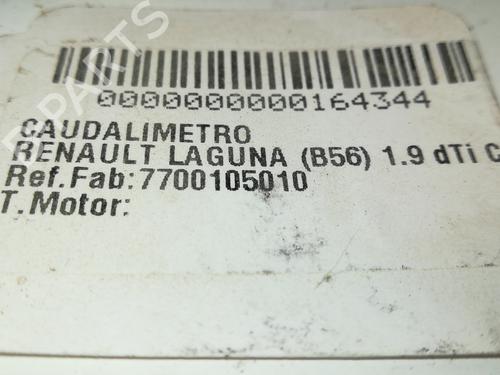 0000000000164344
CAUDALIMETRO
RENAULT LAGUNA (B56) 1.9 dTi C
Ref.Fab:7700105010
T.Motor: